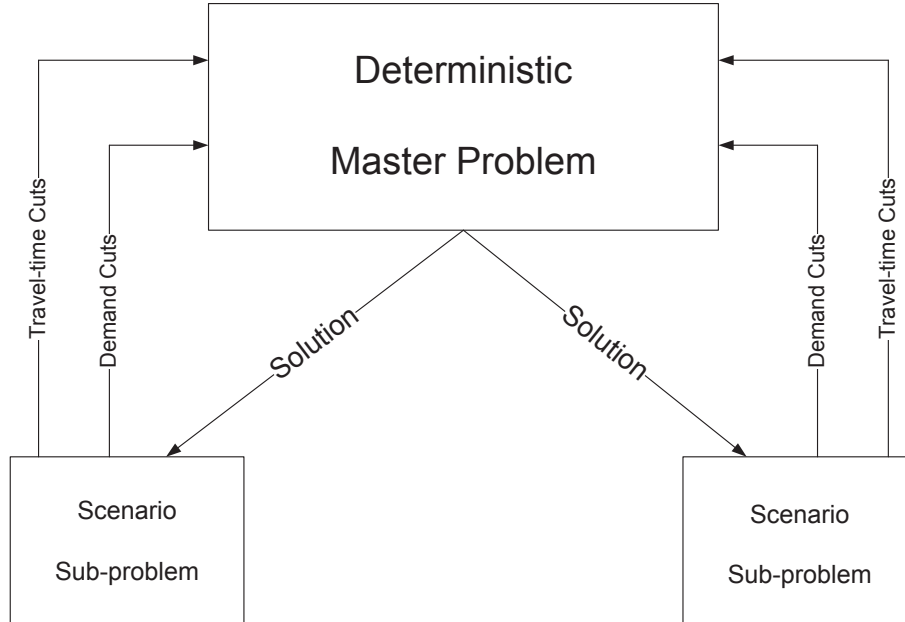 Deterministic
Master Problem
Travel-time Cuts
Demand Cuts
Solution
Solution
Demand Cuts
Travel-time Cuts
Scenario
Sub-problem
Scenario
Sub-problem